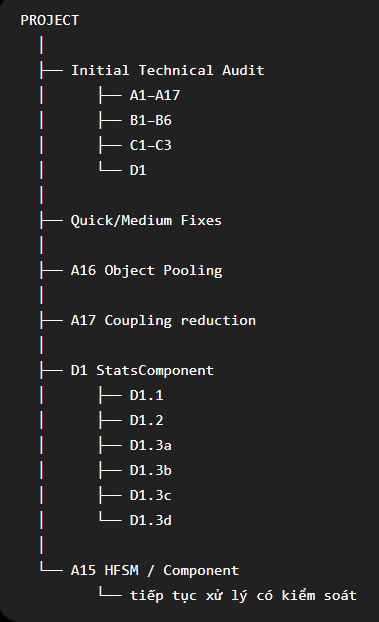 PROJECT
│
├── Initial Technical Audit
│     ├── A1–A17
│     ├── B1–B6
│     ├── C1–C3
│     └── D1
│
├── Quick/Medium Fixes
│
├── A16 Object Pooling
│
├── A17 Coupling reduction
│
├── D1 StatsComponent
│     ├── D1.1
│     ├── D1.2
│     ├── D1.3a
│     ├── D1.3b
│     ├── D1.3c
│     └── D1.3d
│
└── A15 HFSM / Component
      └── tiếp tục xử lý có kiểm soát